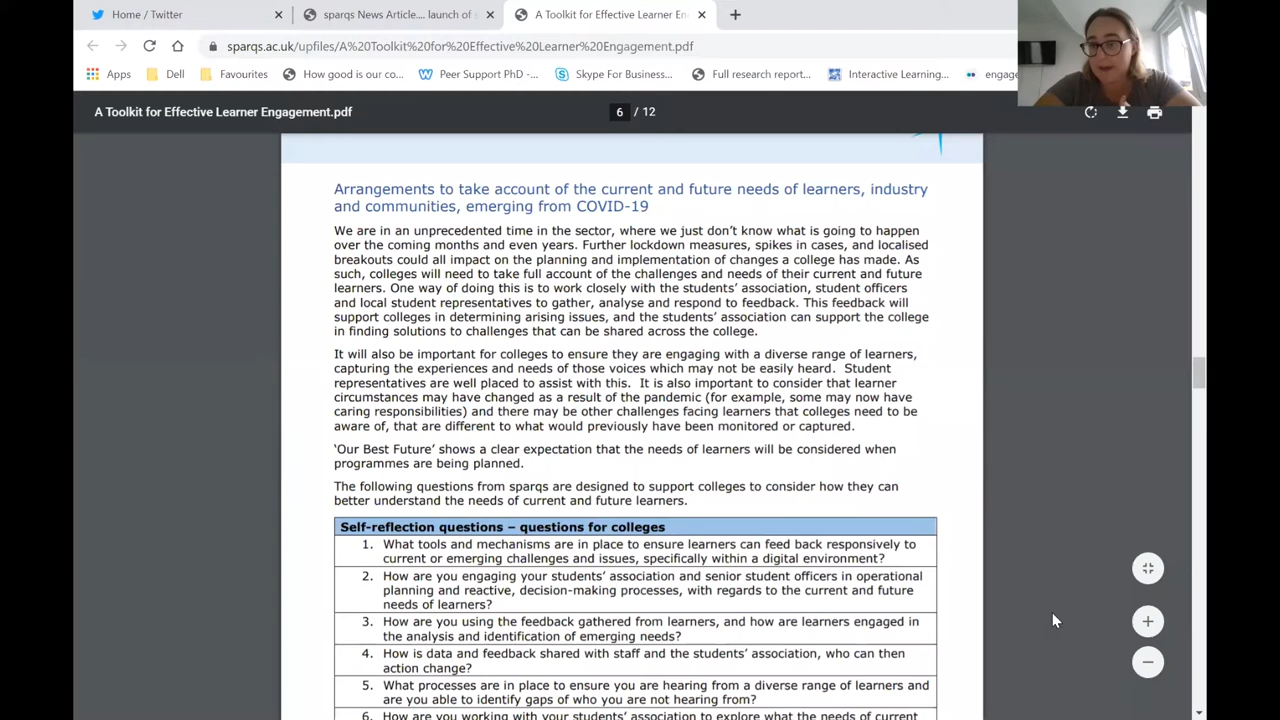 Home / Twitter
sparqs News Article.... launch of s
A Toolkit for Effective Learner En
sparqs.ac.uk/upfiles/A%20Toolkit%20for%20Effective%20Learner%20Engagement.pdf
Apps
Dell
Favourites
How good is our co...
Peer Support PhD -...
Skype For Business...
Full research report...
Interactive Learning...
engage
A Toolkit for Effective Learner Engagement.pdf
6 / 12
Arrangements to take account of the current and future needs of learners, industry
and communities, emerging from COVID-19
We are in an unprecedented time in the sector, where we just don't know what is going to happen
over the coming months and even years. Further lockdown measures, spikes in cases, and localised
breakouts could all impact on the planning and implementation of changes a college has made. As
such, colleges will need to take full account of the challenges and needs of their current and future
learners. One way of doing this is to work closely with the students' association, student officers
and local student representatives to gather, analyse and respond to feedback. This feedback will
support colleges in determining arising issues, and the students' association can support the college
in finding solutions to challenges that can be shared across the college.
It will also be important for colleges to ensure they are engaging with a diverse range of learners,
capturing the experiences and needs of those voices which may not be easily heard. Student
representatives are well placed to assist with this. It is also important to consider that learner
circumstances may have changed as a result of the pandemic (for example, some may now have
caring responsibilities) and there may be other challenges facing learners that colleges need to be
aware of, that are different to what would previously have been monitored or captured.
'Our Best Future' shows a clear expectation that the needs of learners will be considered when
programmes are being planned.
The following questions from sparqs are designed to support colleges to consider how they can
better understand the needs of current and future learners.
Self-reflection questions – questions for colleges
1. What tools and mechanisms are in place to ensure learners can feed back responsively to
current or emerging challenges and issues, specifically within a digital environment?
2. How are you engaging your students' association and senior student officers in operational
planning and reactive, decision-making processes, with regards to the current and future
needs of learners?
3. How are you using the feedback gathered from learners, and how are learners engaged in
the analysis and identification of emerging needs?
4. How is data and feedback shared with staff and the students' association, who can then
action change?
5. What processes are in place to ensure you are hearing from a diverse range of learners and
are you able to identify gaps of who you are not hearing from?
6. How are you working with your students' association to explore what the needs of current